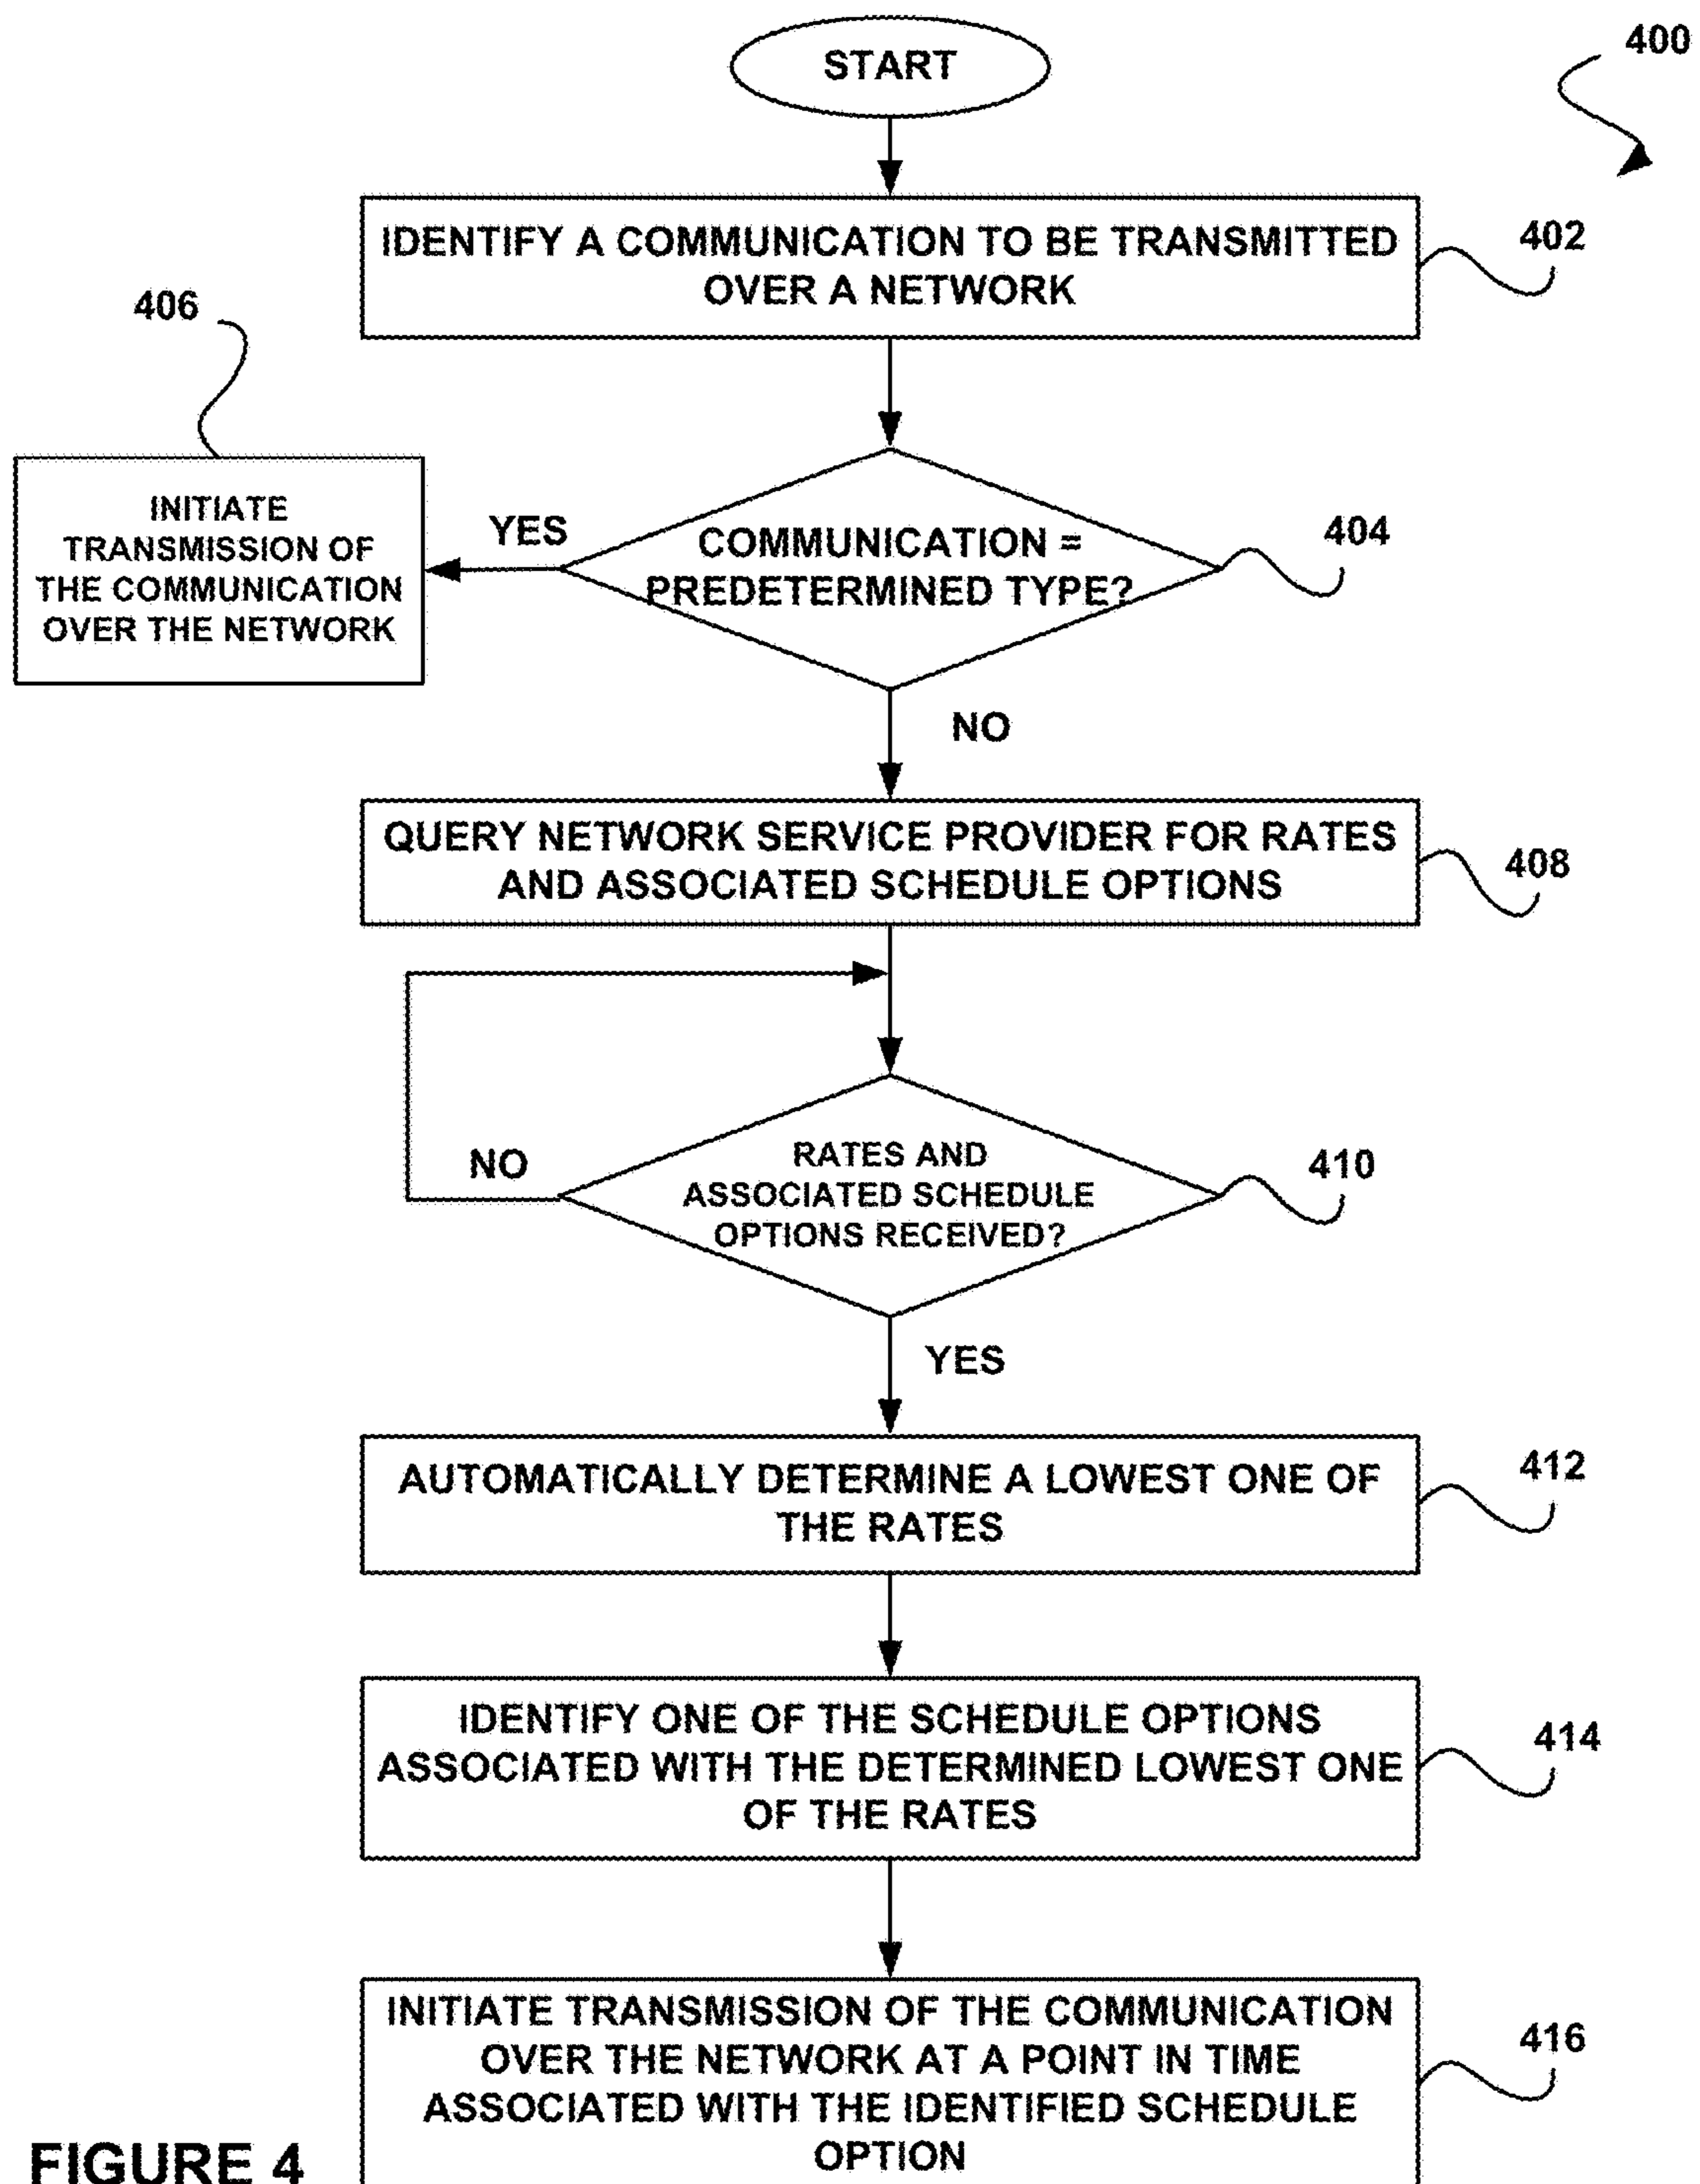 START
400
IDENTIFY A COMMUNICATION TO BE TRANSMITTED
OVER A NETWORK
402
406
INITIATE
TRANSMISSION OF
THE COMMUNICATION
OVER THE NETWORK
YES
COMMUNICATION =
PREDETERMINED TYPE?
404
NO
QUERY NETWORK SERVICE PROVIDER FOR RATES
AND ASSOCIATED SCHEDULE OPTIONS
408
NO
RATES AND
ASSOCIATED SCHEDULE
OPTIONS RECEIVED?
410
YES
AUTOMATICALLY DETERMINE A LOWEST ONE OF
THE RATES
412
IDENTIFY ONE OF THE SCHEDULE OPTIONS
ASSOCIATED WITH THE DETERMINED LOWEST ONE
OF THE RATES
414
INITIATE TRANSMISSION OF THE COMMUNICATION
OVER THE NETWORK AT A POINT IN TIME
ASSOCIATED WITH THE IDENTIFIED SCHEDULE
OPTION
416
FIGURE 4